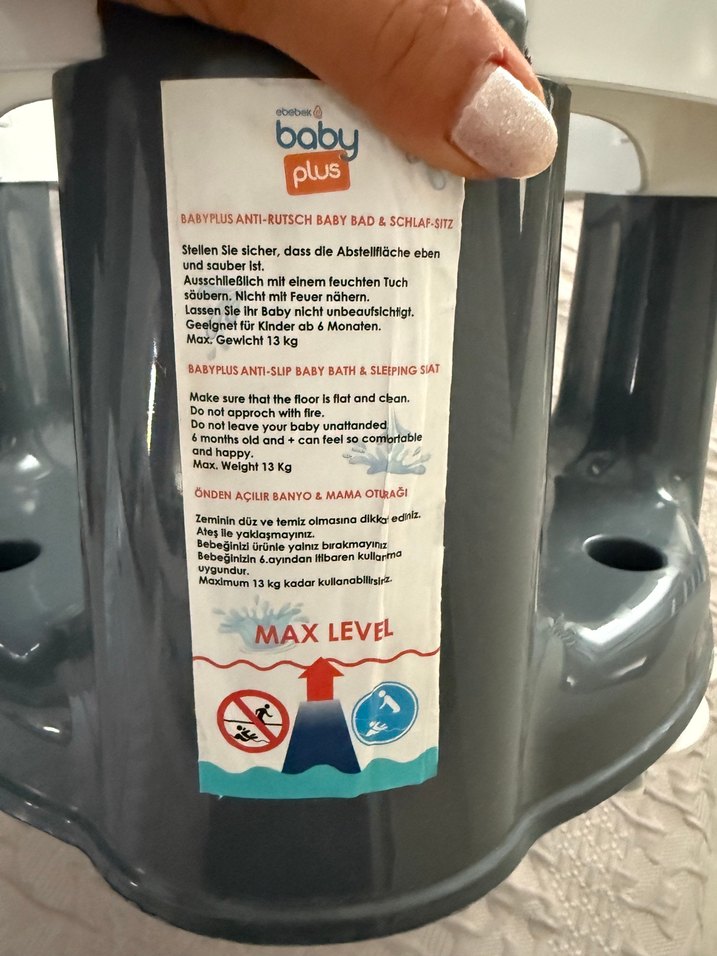 ebebek
baby
plus
BABYPLUS ANTI-RUTSCH BABY BAD & SCHLAF-SITZ
Stellen Sie sicher, dass die Abstellfläche eben
und sauber ist.
Ausschließlich mit einem feuchten Tuch
säubern. Nicht mit Feuer nähern.
Lassen Sie Ihr Baby nicht unbeaufsichtigt.
Geeignet für Kinder ab 6 Monaten.
Max. Gewicht 13 kg
BABYPLUS ANTI-SLIP BABY BATH & SLEEPING SEAT
Make sure that the floor is flat and clean.
Do not approch with fire.
Do not leave your baby unattanded
6 months old and + can feel so comfortable
and happy.
Max. Weight 13 Kg
ÖNDEN AÇILIR BANYO & MAMA OTURAĞI
Zeminin düz ve temiz olmasına dikkat ediniz.
Ateş ile yaklaşmayınız.
Bebeğinizi ürünle yalnız bırakmayınız
Bebeğinizin 6.ayından itibaren kullanıma
uygundur.
Maximum 13 kg kadar kullanabilirsiniz.
MAX LEVEL